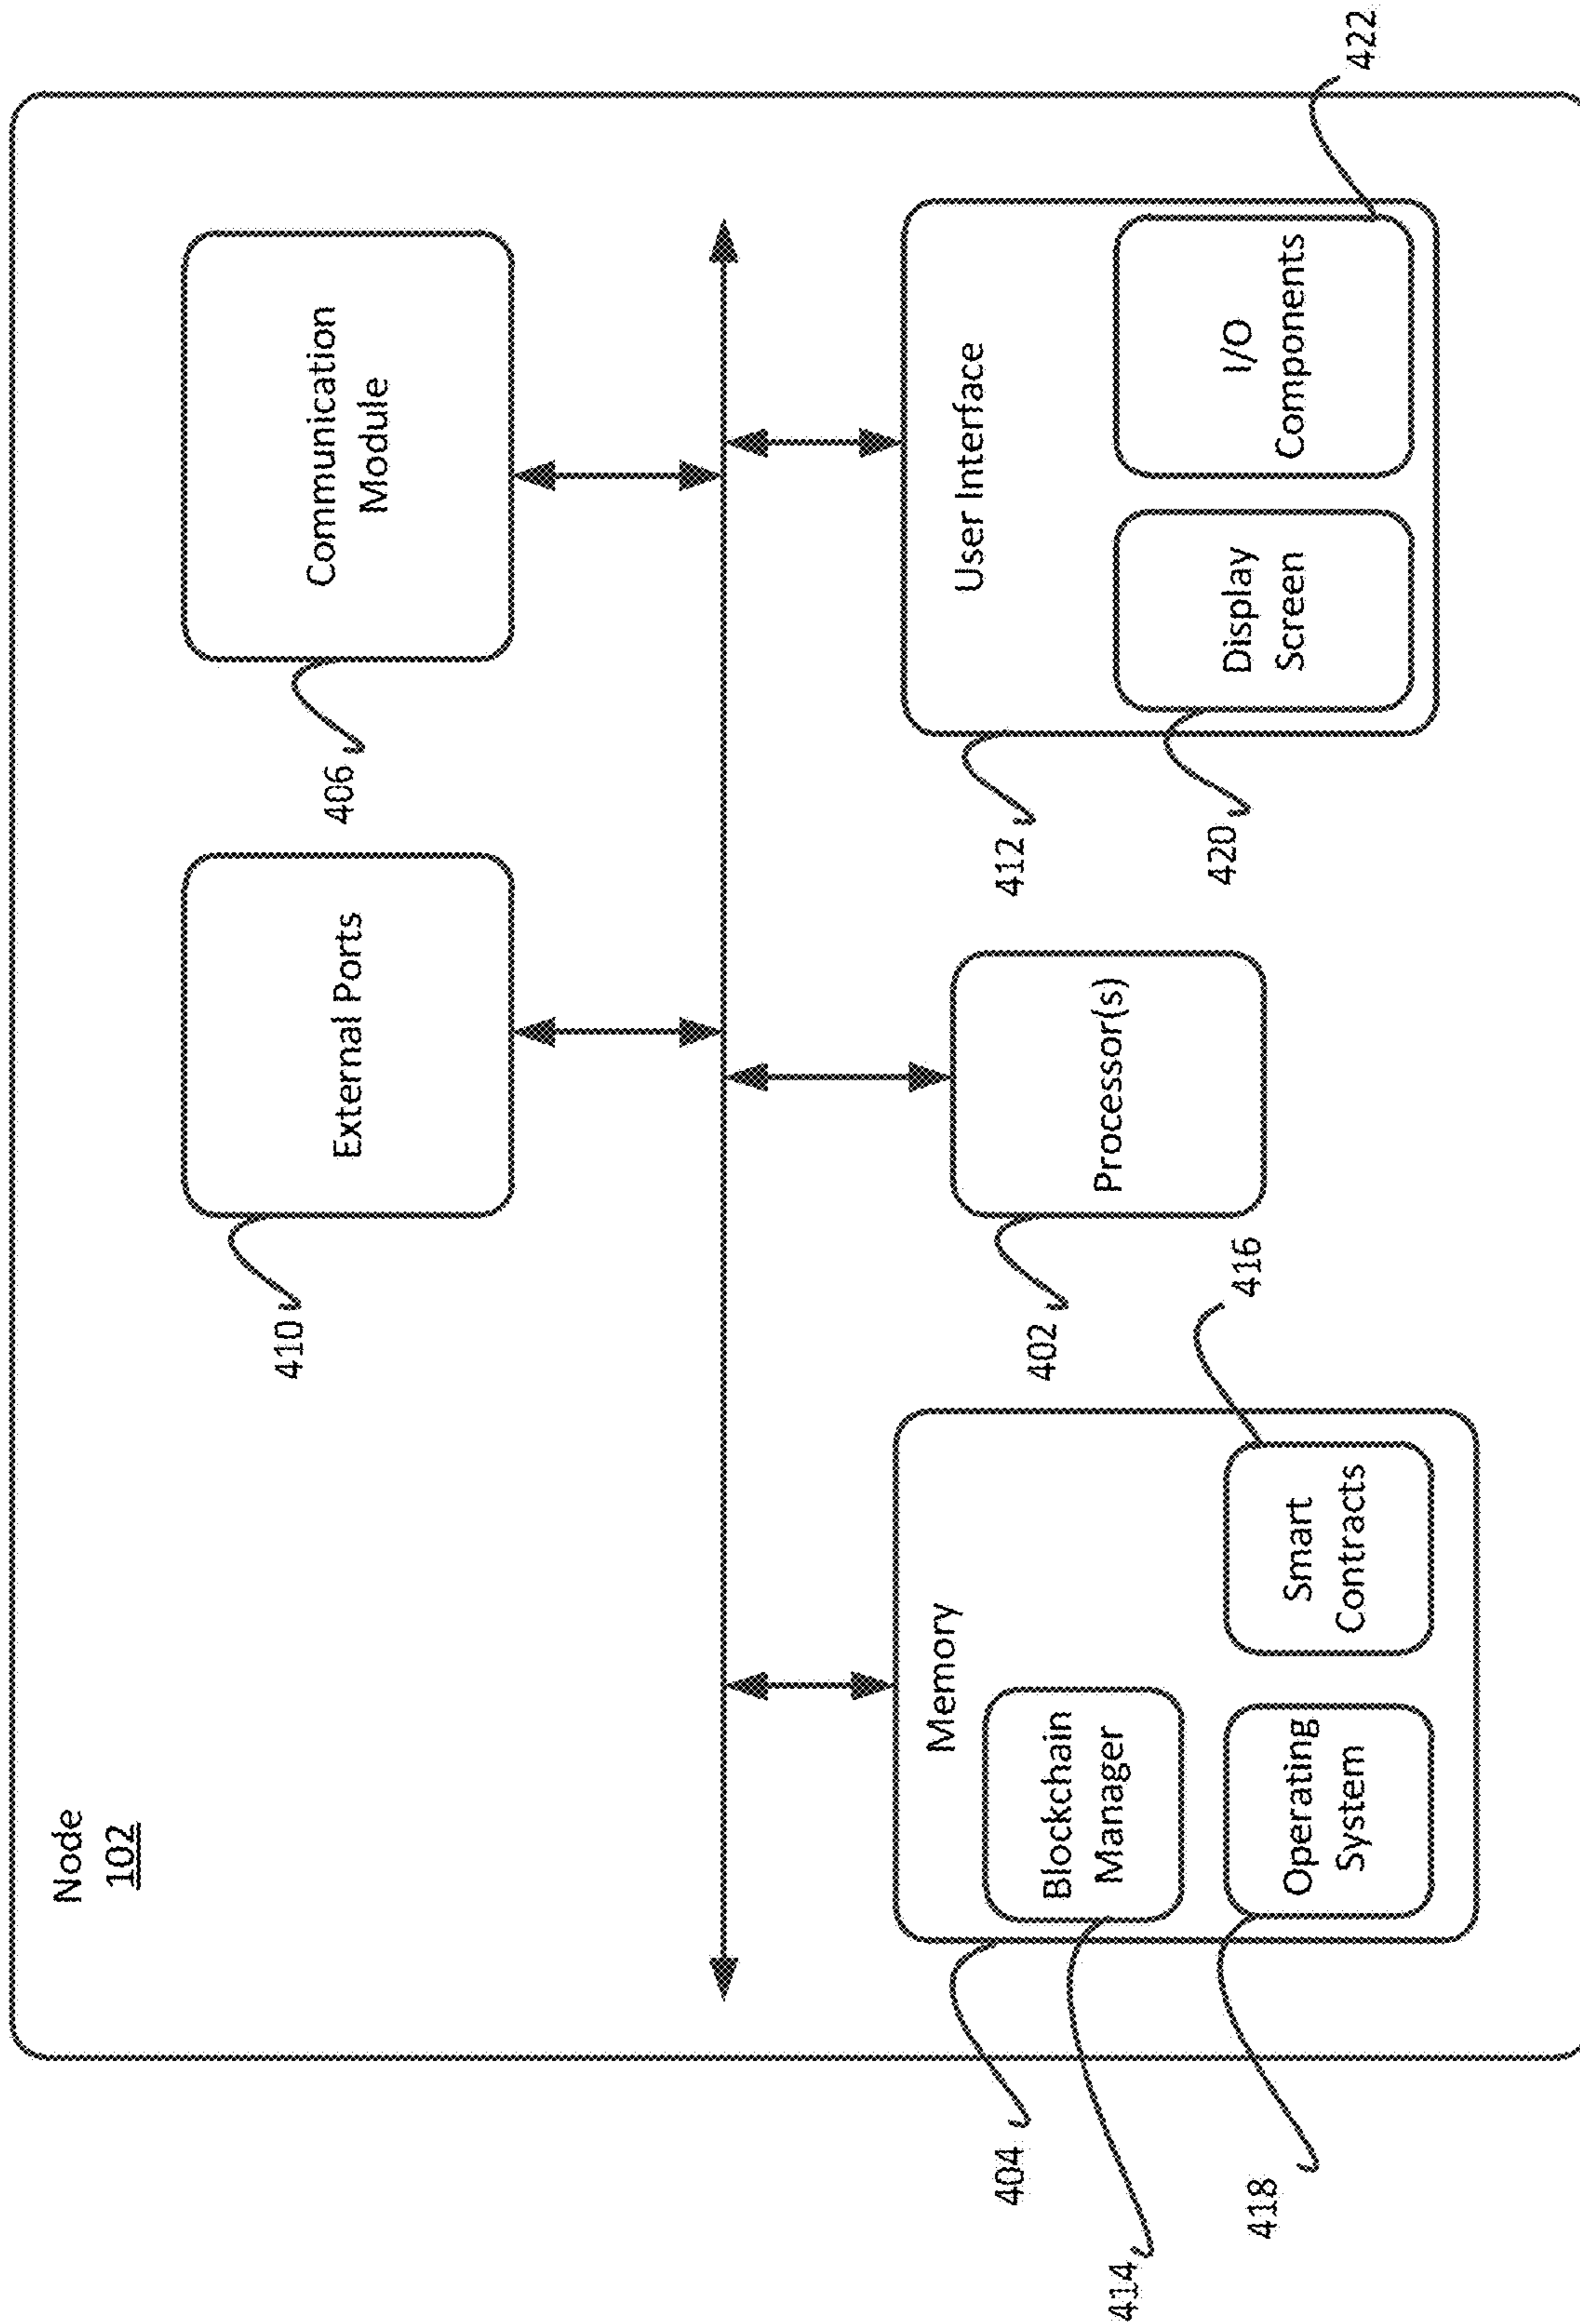 Node
102
410
External Ports
406
Communication
Module
404
Memory
414
Blockchain
Manager
418
Operating
System
416
Smart
Contracts
402
Processor(s)
412
User Interface
420
Display
Screen
422
I/O
Components